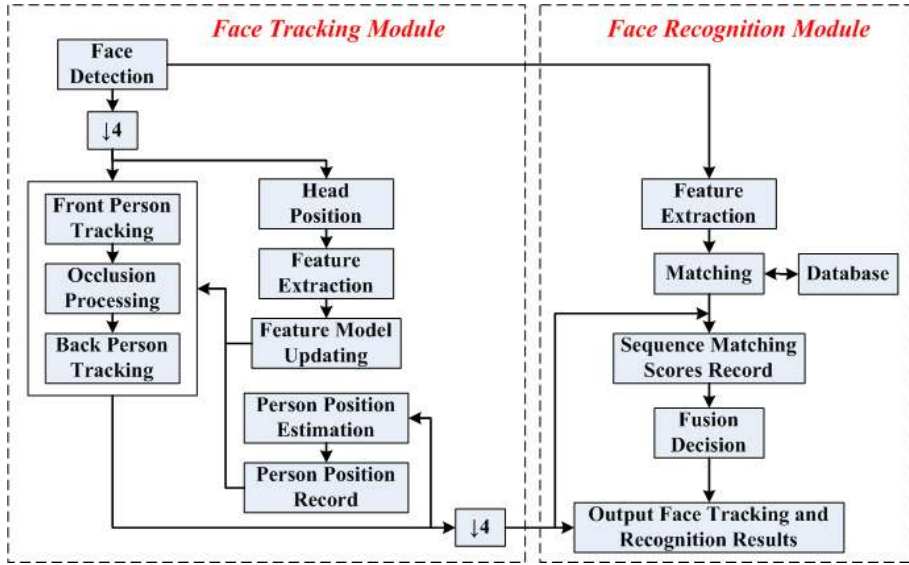 Face Tracking Module
Face
Detection
↓4
Front Person
Tracking
Occlusion
Processing
Back Person
Tracking
Head
Position
Feature
Extraction
Feature Model
Updating
Person Position
Estimation
Person Position
Record
↓4
Face Recognition Module
Feature
Extraction
Matching
Database
Sequence Matching
Scores Record
Fusion
Decision
Output Face Tracking and
Recognition Results